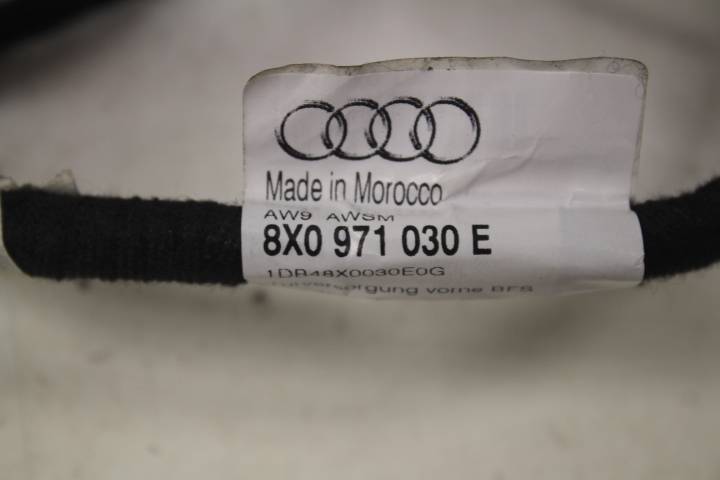 Made in Morocco
AW9 AWSM
8X0 971 030 E
1DR48X0030E0G
vorne BFS